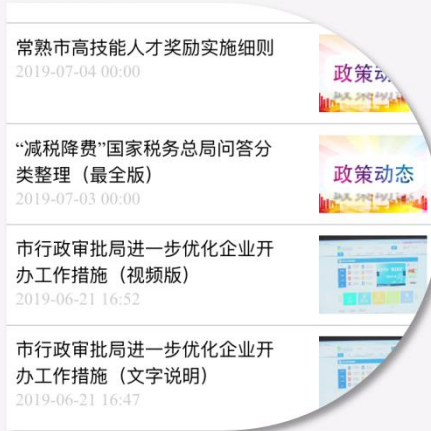 常熟市高技能人才奖励实施细则
2019-07-04 00:00
政策动
“减税降费”国家税务总局问答分
类整理（最全版）
2019-07-03 00:00
政策动态
市行政审批局进一步优化企业开
办工作措施（视频版）
2019-06-21 16:52
市行政审批局进一步优化企业开
办工作措施（文字说明）
2019-06-21 16:47